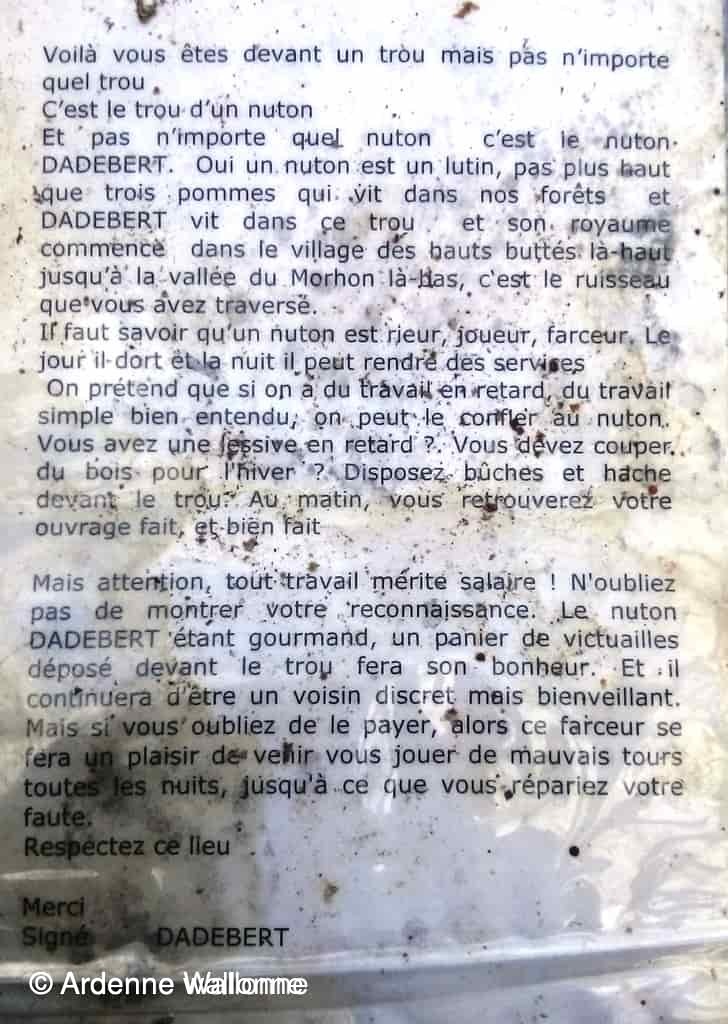 Voilà vous êtes devant un trou mais pas n'importe
quel trou
C'est le trou d'un nuton
Et pas n'importe quel nuton c'est le nuton
DADEBERT. Oui un nuton est un lutin, pas plus haut
que trois pommes qui vit dans nos forêts et
DADEBERT vit dans ce trou et son royaume
commence dans le village des hauts buttés là-haut
jusqu'à la vallée du Morhon là-bas, c'est le ruisseau
que vous avez traversé.
Il faut savoir qu'un nuton est rieur, joueur, farceur. Le
jour il dort et la nuit il peut rendre des services
On prétend que si on a du travail en retard, du travail
simple bien entendu, on peut le confier au nuton.
Vous avez une lessive en retard ?. Vous devez couper
du bois pour l'hiver ? Disposez bûches et hache
devant le trou. Au matin, vous retrouverez votre
ouvrage fait, et bien fait
Mais attention, tout travail mérite salaire ! N'oubliez
pas de montrer votre reconnaissance. Le nuton
DADEBERT étant gourmand, un panier de victuailles
déposé devant le trou fera son bonheur. Et il
continuera d'être un voisin discret mais bienveillant.
Mais si vous oubliez de le payer, alors ce farceur se
fera un plaisir de venir vous jouer de mauvais tours
toutes les nuits, jusqu'à ce que vous répariez votre
faute.
Respectez ce lieu
Merci
Signé DADEBERT
© Ardenne Wallonne